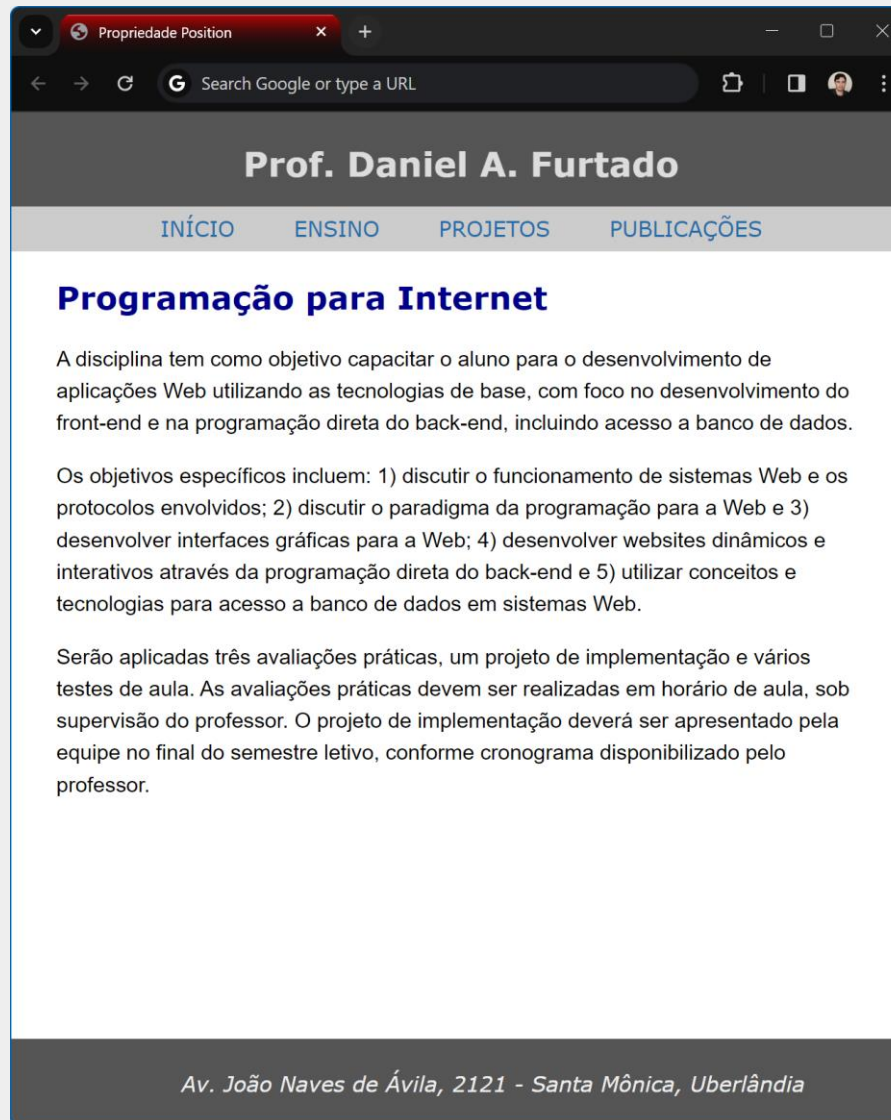 Propriedade Position
Search Google or type a URL
Prof. Daniel A. Furtado
INÍCIO ENSINO PROJETOS PUBLICAÇÕES
Programação para Internet
A disciplina tem como objetivo capacitar o aluno para o desenvolvimento de
aplicações Web utilizando as tecnologias de base, com foco no desenvolvimento do
front-end e na programação direta do back-end, incluindo acesso a banco de dados.
Os objetivos específicos incluem: 1) discutir o funcionamento de sistemas Web e os
protocolos envolvidos; 2) discutir o paradigma da programação para a Web e 3)
desenvolver interfaces gráficas para a Web; 4) desenvolver websites dinâmicos e
interativos através da programação direta do back-end e 5) utilizar conceitos e
tecnologias para acesso a banco de dados em sistemas Web.
Serão aplicadas três avaliações práticas, um projeto de implementação e vários
testes de aula. As avaliações práticas devem ser realizadas em horário de aula, sob
supervisão do professor. O projeto de implementação deverá ser apresentado pela
equipe no final do semestre letivo, conforme cronograma disponibilizado pelo
professor.
Av. João Naves de Ávila, 2121 - Santa Mônica, Uberlândia